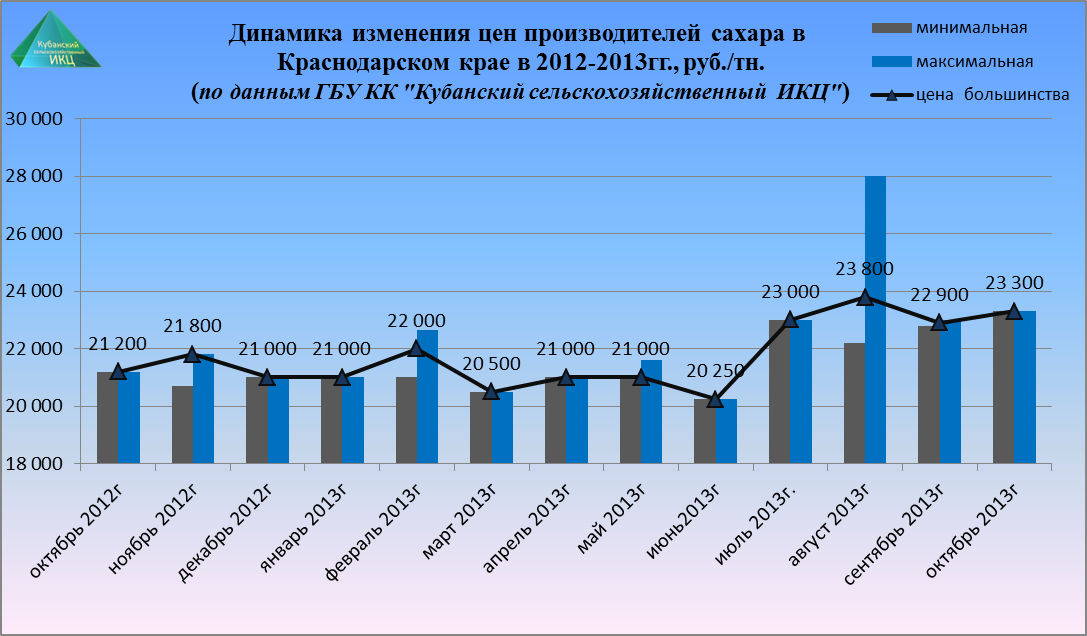 Кубанский
сельскохозяйственный
ИКЦ
Динамика изменения цен производителей сахара в
Краснодарском крае в 2012-2013гг., руб./тн.
(по данным ГБУ КК "Кубанский сельскохозяйственный ИКЦ")
минимальная
максимальная
цена большинства
30 000
28 000
26 000
24 000
22 000
20 000
18 000
21 200
21 800
21 000
21 000
22 000
20 500
21 000
21 000
20 250
23 000
23 800
22 900
23 300
октябрь 2012г
ноябрь 2012г
декабрь 2012г
январь 2013г
февраль 2013г
март 2013г
апрель 2013г
май 2013г
июнь2013г
июль 2013г.
август 2013г
сентябрь 2013г
октябрь 2013г